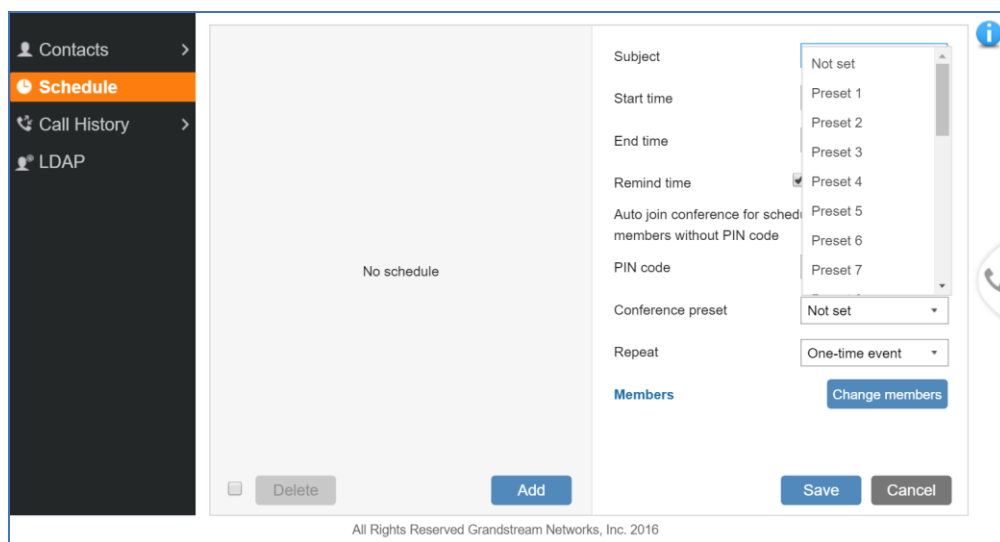 Contacts
Schedule
Call History
LDAP
No schedule
Delete
Add
Subject
Start time
End time
Remind time
Auto join conference for sched
members without PIN code
PIN code
Conference preset
Not set
Repeat
One-time event
Members
Change members
Not set
Preset 1
Preset 2
Preset 3
Preset 4
Preset 5
Preset 6
Preset 7
Save
Cancel
All Rights Reserved Grandstream Networks, Inc. 2016